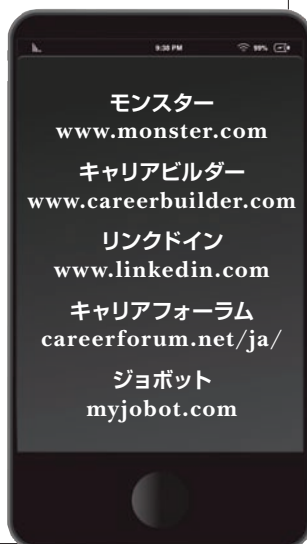 9:38 PM 99%
モンスター
www.monster.com
キャリアビルダー
www.careerbuilder.com
リンクドイン
www.linkedin.com
キャリアフォーラム
careerforum.net/ja/
ジョボット
myjobot.com